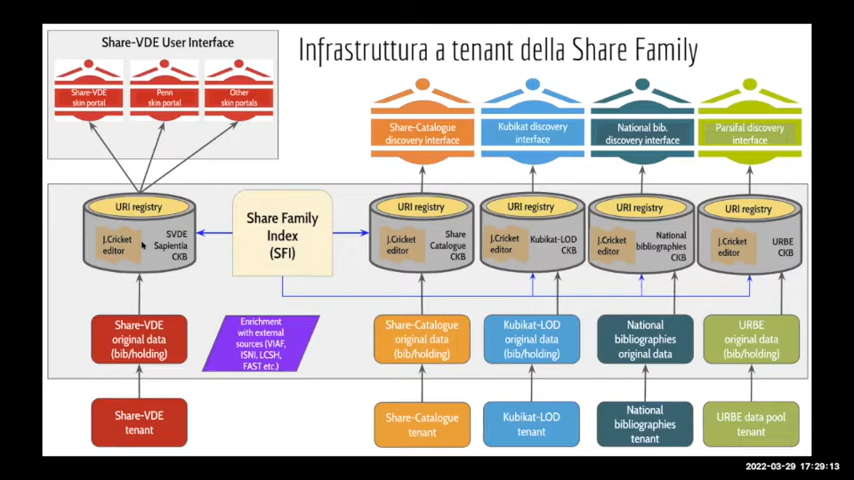 Share-VDE User Interface
Infrastruttura a tenant della Share Family
Share-VDE
skin portal
Penn
skin portal
Other
skin portals
Share-Catalogue
discovery interface
Kubikat discovery
interface
National bib.
discovery interface
Parsifal discovery
interface
URI registry
J.Cricket
editor
SVDE
Sapientia
CKB
Share Family
Index
(SFI)
URI registry
J.Cricket
editor
Share
Catalogue
CKB
URI registry
J.Cricket
editor
Kubikat-LOD
CKB
URI registry
J.Cricket
editor
National
bibliographies
CKB
URI registry
J.Cricket
editor
URBE
CKB
Share-VDE
original data
(bib/holding)
Enrichment
with external
sources (VIAF,
ISNI, LCSH,
FAST etc.)
Share-Catalogue
original data
(bib/holding)
Kubikat-LOD
original data
(bib/holding)
National
bibliographies
original data
URBE
original data
(bib/holding)
Share-VDE
tenant
Share-Catalogue
tenant
Kubikat-LOD
tenant
National
bibliographies
tenant
URBE data pool
tenant
2022-03-29 17:29:13